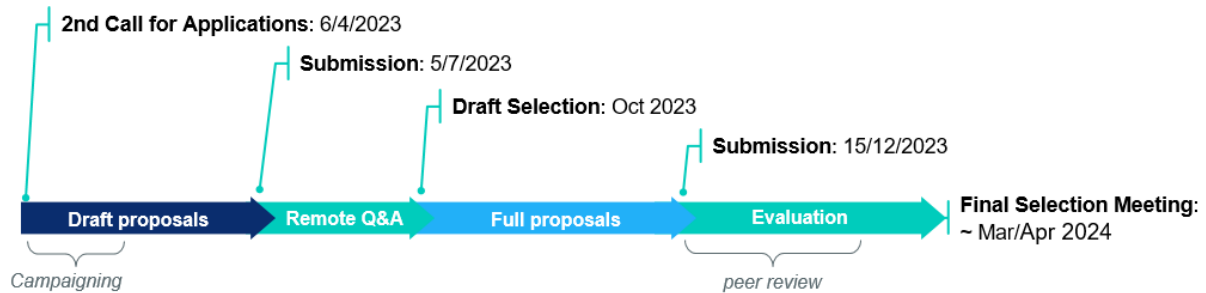 2nd Call for Applications: 6/4/2023
Submission: 5/7/2023
Draft Selection: Oct 2023
Submission: 15/12/2023
Draft proposals
Remote Q&A
Full proposals
Evaluation
Final Selection Meeting:
~ Mar/Apr 2024
Campaigning
peer review